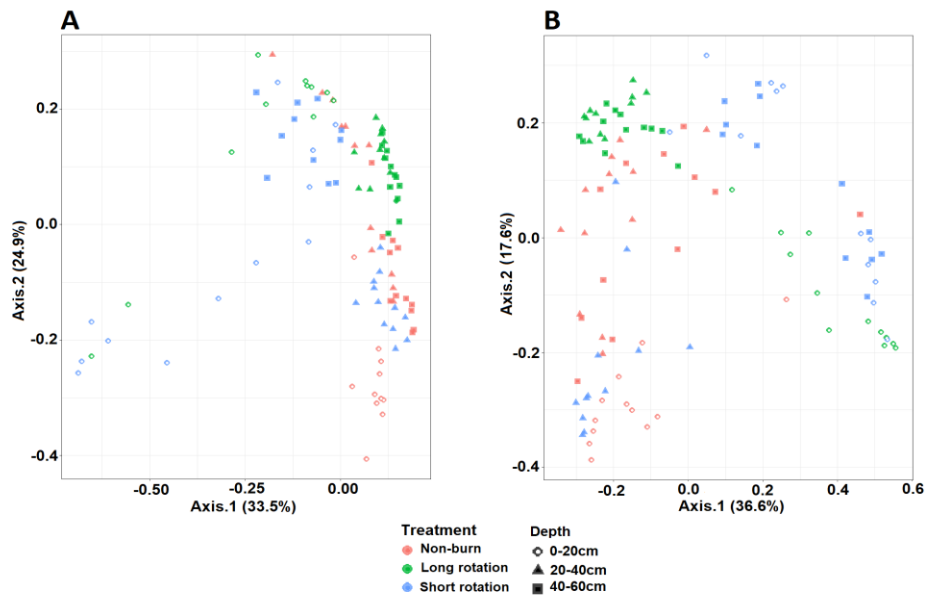 A
B
0.2
0.0
-0.2
-0.4
Axis.2 (24.9%)
-0.50
-0.25
0.00
Axis.1 (33.5%)
0.2
0.0
-0.2
-0.4
Axis.2 (17.6%)
-0.2
0.0
0.2
0.4
0.6
Axis.1 (36.6%)
Treatment
Non-burn
Long rotation
Short rotation
Depth
0-20cm
20-40cm
40-60cm